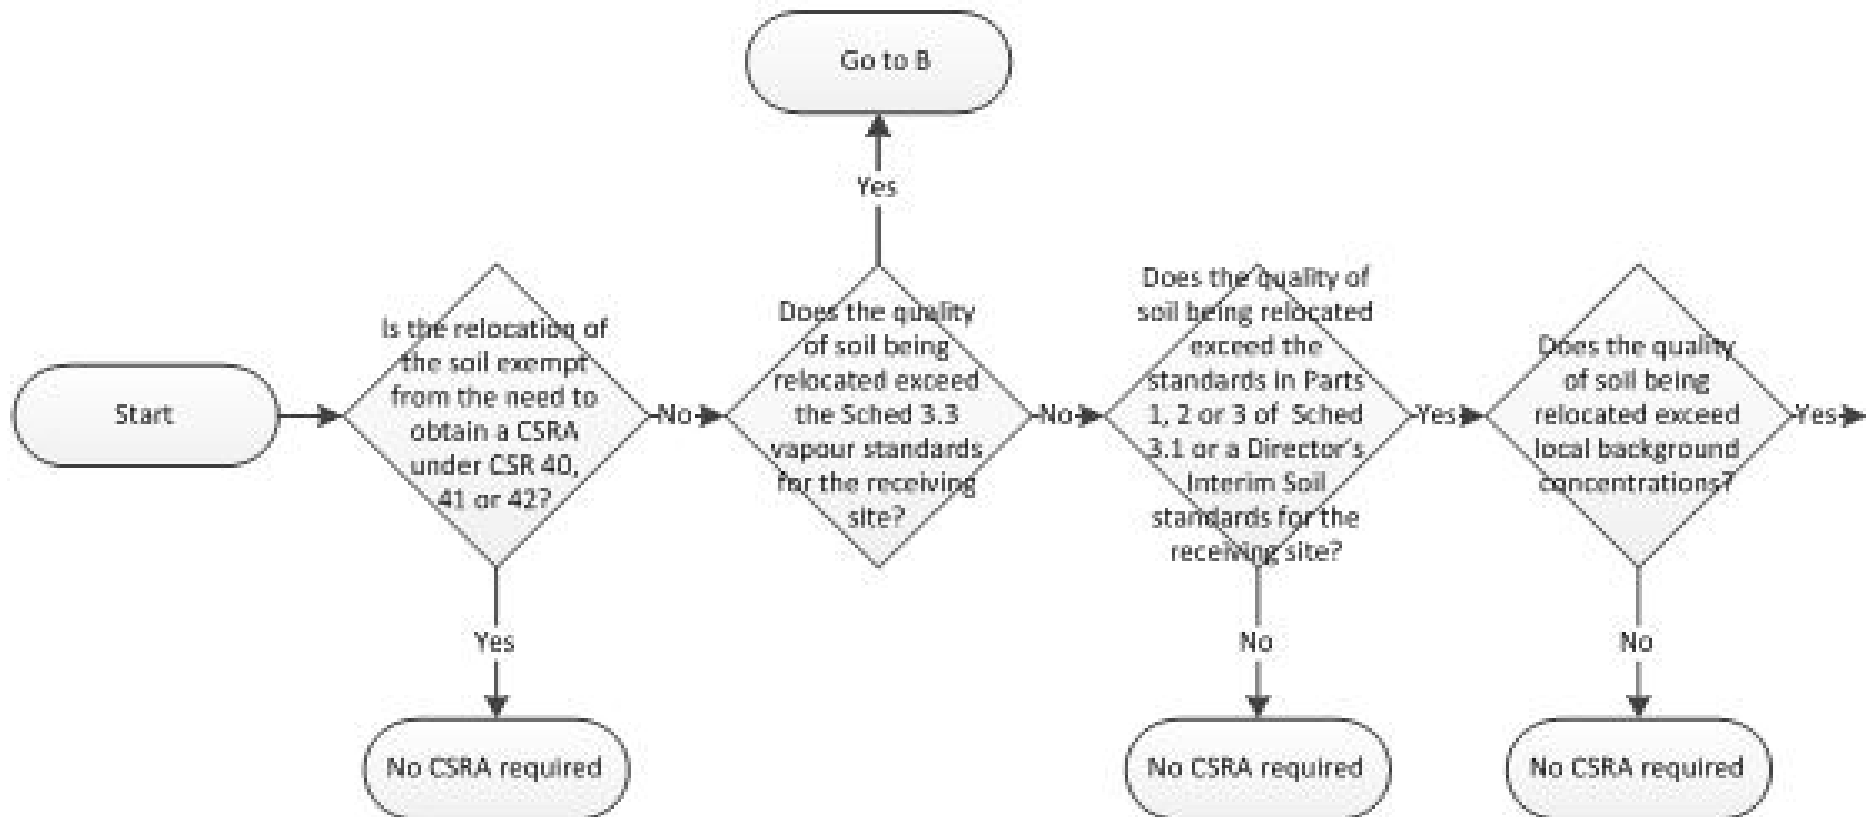 Go to B
Yes
Start
Is the relocation of
the soil exempt
from the need to
obtain a CSRA
under CSR 40,
41 or 42?
No
Does the quality
of soil being
relocated exceed
the Sched 3.3
vapour standards
for the receiving
site?
No
Does the quality of
soil being relocated
exceed the
standards in Parts
1, 2 or 3 of Sched
3.1 or a Director's
Interim Soil
standards for the
receiving site?
Yes
Does the quality
of soil being
relocated exceed
local background
concentrations?
Yes
Yes
No
No
No CSRA required
No CSRA required
No CSRA required